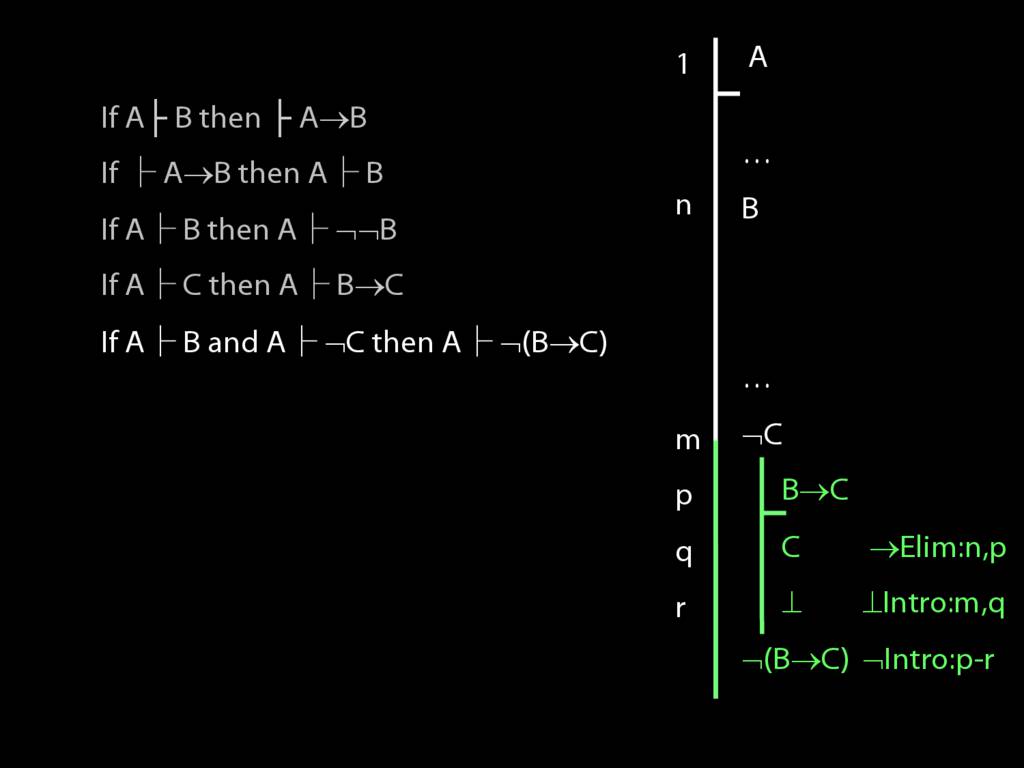 If A ⊢ B then ⊢ A→B
If ⊢ A→B then A ⊢ B
If A ⊢ B then A ⊢ ¬¬B
If A ⊢ C then A ⊢ B→C
If A ⊢ B and A ⊢ ¬C then A ⊢ ¬(B→C)
1 A
...
n B
...
m ¬C
p B→C
q C →Elim:n,p
r ⊥ ⊥Intro:m,q
¬(B→C) ¬Intro:p-r